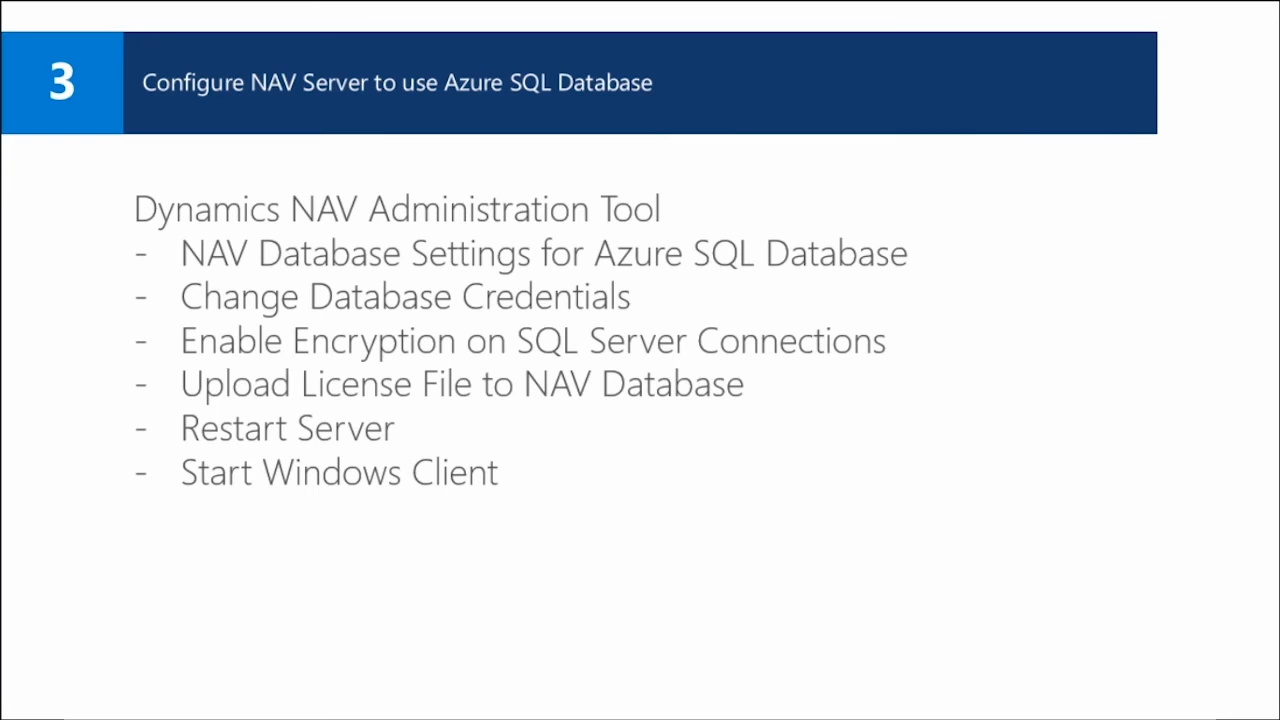 3
Configure NAV Server to use Azure SQL Database
Dynamics NAV Administration Tool
- NAV Database Settings for Azure SQL Database
- Change Database Credentials
- Enable Encryption on SQL Server Connections
- Upload License File to NAV Database
- Restart Server
- Start Windows Client